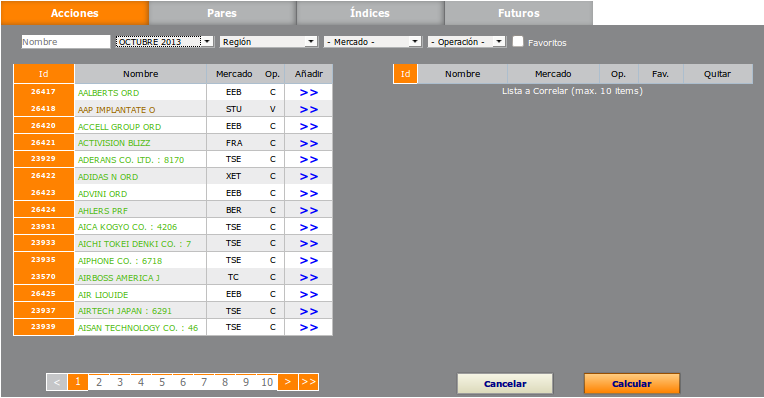 Acciones Pares Índices Futuros
Nombre OCTUBRE 2013 Región - Mercado - - Operación - Favoritos
Id Nombre Mercado Op. Añadir
26417 AALBERTS ORD EEB C >>
26418 AAP IMPLANTATE O STU V >>
26420 ACCELL GROUP ORD EEB C >>
26421 ACTIVISION BLIZZ FRA C >>
23929 ADERANS CO. LTD. : 8170 TSE C >>
26422 ADIDAS N ORD XET C >>
26423 ADVINI ORD EEB C >>
26424 AHLERS PRF BER C >>
23931 AICA KOGYO CO. : 4206 TSE C >>
23933 AICHI TOKEI DENKI CO. : 7 TSE C >>
23935 AIPHONE CO. : 6718 TSE C >>
23570 AIRBOSS AMERICA J TC C >>
26425 AIR LIQUIDE EEB C >>
23937 AIRTECH JAPAN : 6291 TSE C >>
23939 AISAN TECHNOLOGY CO. : 46 TSE C >>
< 1 2 3 4 5 6 7 8 9 10 > >>
Id Nombre Mercado Op. Fav. Quitar
Lista a Correlar (max. 10 items)
Cancelar Calcular